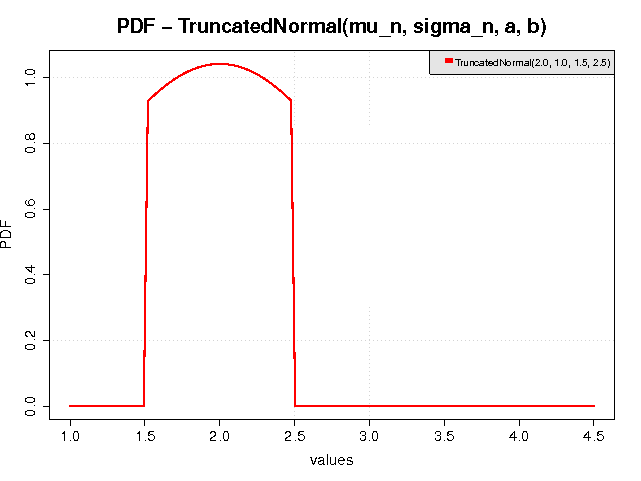 PDF − TruncatedNormal(mu_n, sigma_n, a, b)
TruncatedNormal(2.0, 1.0, 1.5, 2.5)
PDF
1.0
0.8
0.6
0.4
0.2
0.0
1.0 1.5 2.0 2.5 3.0 3.5 4.0 4.5
values